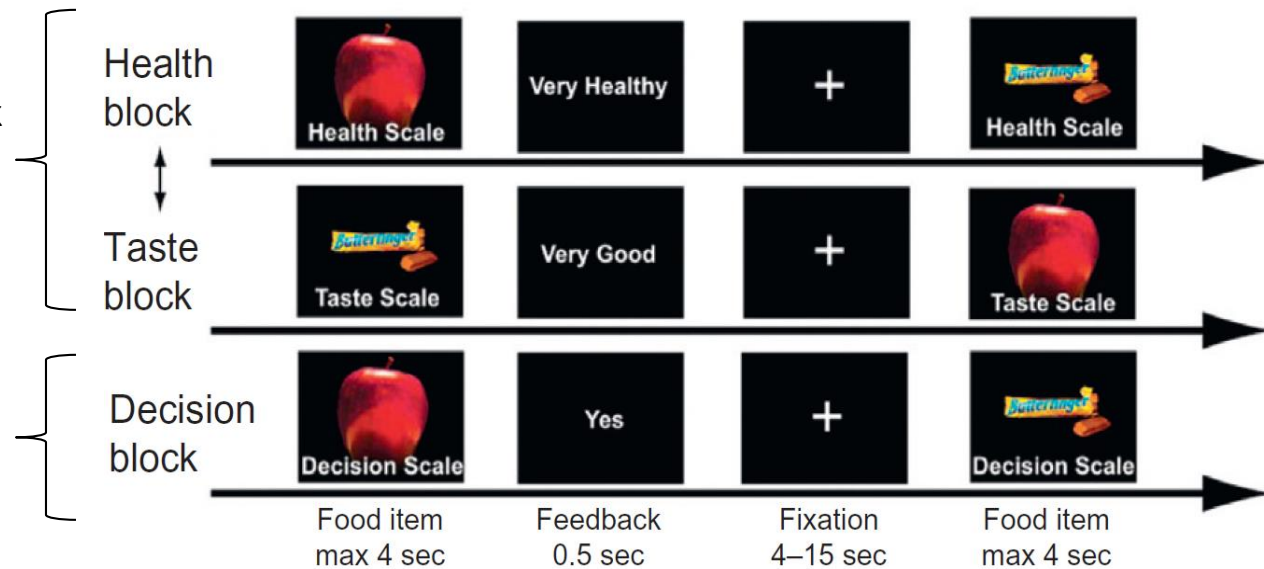 Health
block
Health Scale
Very Healthy
+
Butterfinger
Health Scale
Taste
block
Butterfinger
Taste Scale
Very Good
+
Taste Scale
Decision
block
Decision Scale
Yes
+
Butterfinger
Decision Scale
Food item
max 4 sec
Feedback
0.5 sec
Fixation
4–15 sec
Food item
max 4 sec